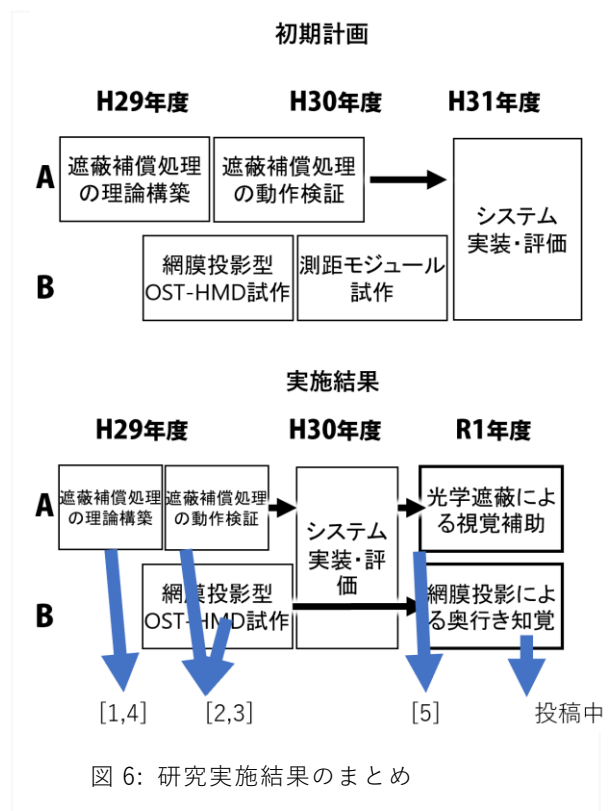 初期計画
H29年度 H30年度 H31年度
A
遮蔽補償処理
の理論構築
遮蔽補償処理
の動作検証
システム
実装・評価
B
網膜投影型
OST-HMD試作
測距モジュール
試作
実施結果
H29年度 H30年度 R1年度
A
遮蔽補償処理
の理論構築
遮蔽補償処理
の動作検証
システム
実装・評
価
光学遮蔽によ
る視覚補助
B
網膜投影型
OST-HMD試作
網膜投影によ
る奥行き知覚
[1,4] [2,3] [5] 投稿中
図 6: 研究実施結果のまとめ